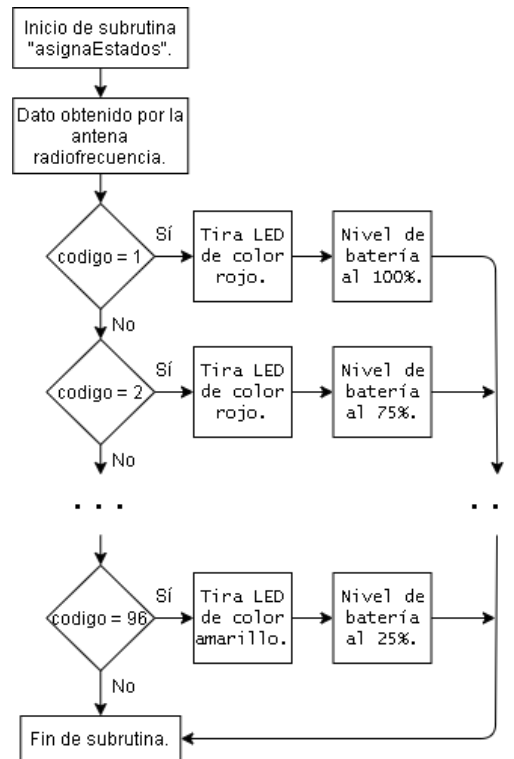 Inicio de subrutina
"asignaEstados".
Dato obtenido por la
antena
radiofrecuencia.
codigo = 1
Sí
Tira LED
de color
rojo.
Nivel de
batería
al 100%.
No
codigo = 2
Sí
Tira LED
de color
rojo.
Nivel de
batería
al 75%.
No
. . .
. .
codigo = 96
Sí
Tira LED
de color
amarillo.
Nivel de
batería
al 25%.
No
Fin de subrutina.